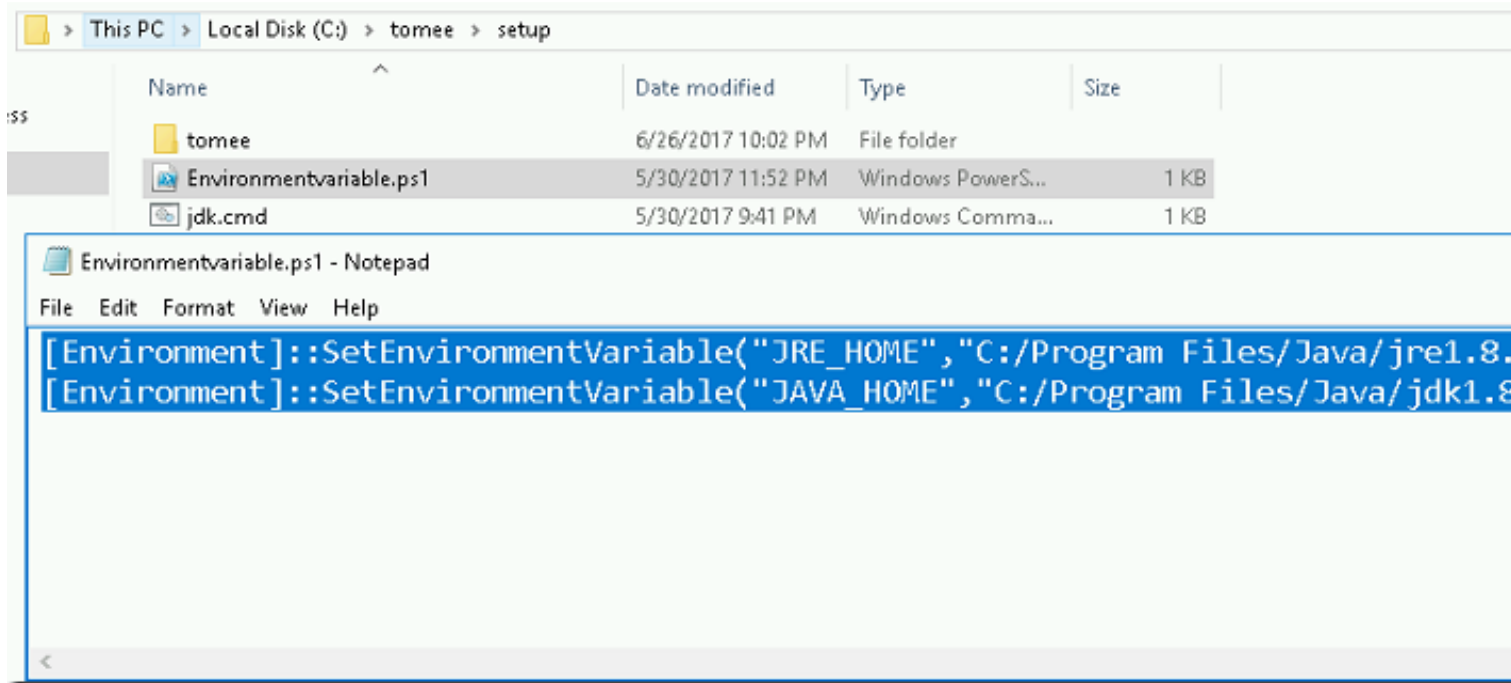 > This PC > Local Disk (C:) > tomee > setup
Name Date modified Type Size
ss
tomee 6/26/2017 10:02 PM File folder
Environmentvariable.ps1 5/30/2017 11:52 PM Windows PowerS... 1 KB
jdk.cmd 5/30/2017 9:41 PM Windows Comma... 1 KB
Environmentvariable.ps1 - Notepad
File Edit Format View Help
[Environment]::SetEnvironmentVariable("JRE_HOME","C:/Program Files/Java/jre1.8.
[Environment]::SetEnvironmentVariable("JAVA_HOME","C:/Program Files/Java/jdk1.8